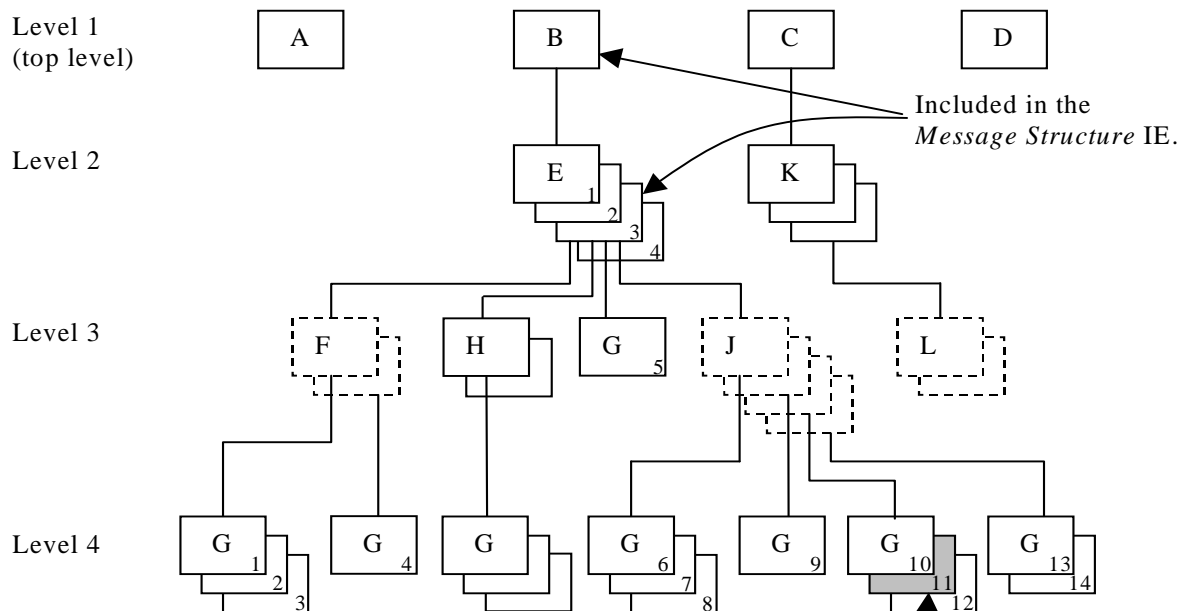 Level 1
(top level)
A
B
C
D
Included in the
Message Structure IE.
Level 2
E
1
2
3
4
K
Level 3
F
H
G
5
J
L
Level 4
G
1
2
3
G
4
G
G
6
7
8
G
9
G
10
11
12
G
13
14